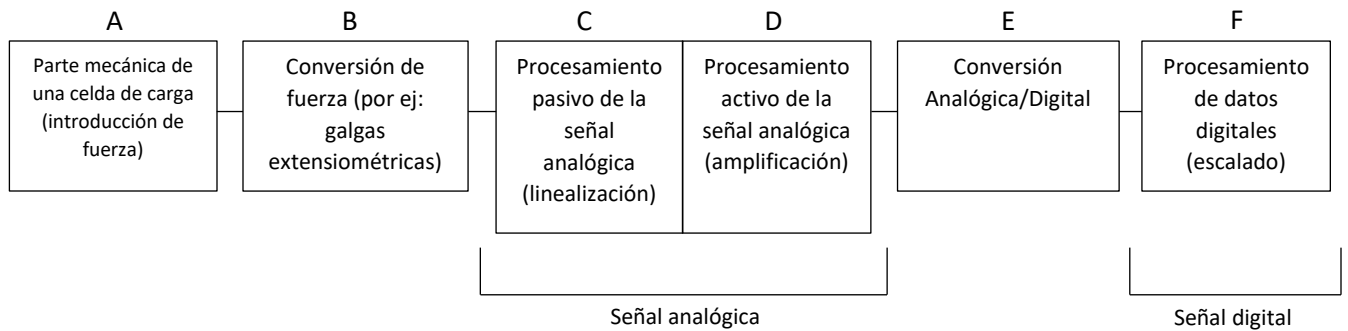 A
B
C
D
E
F
Parte mecánica de
una celda de carga
(introducción de
fuerza)
Conversión de
fuerza (por ej:
galgas
extensiométricas)
Procesamiento
pasivo de la
señal
analógica
(linealización)
Procesamiento
activo de la
señal analógica
(amplificación)
Conversión
Analógica/Digital
Procesamiento
de datos
digitales
(escalado)
Señal analógica
Señal digital